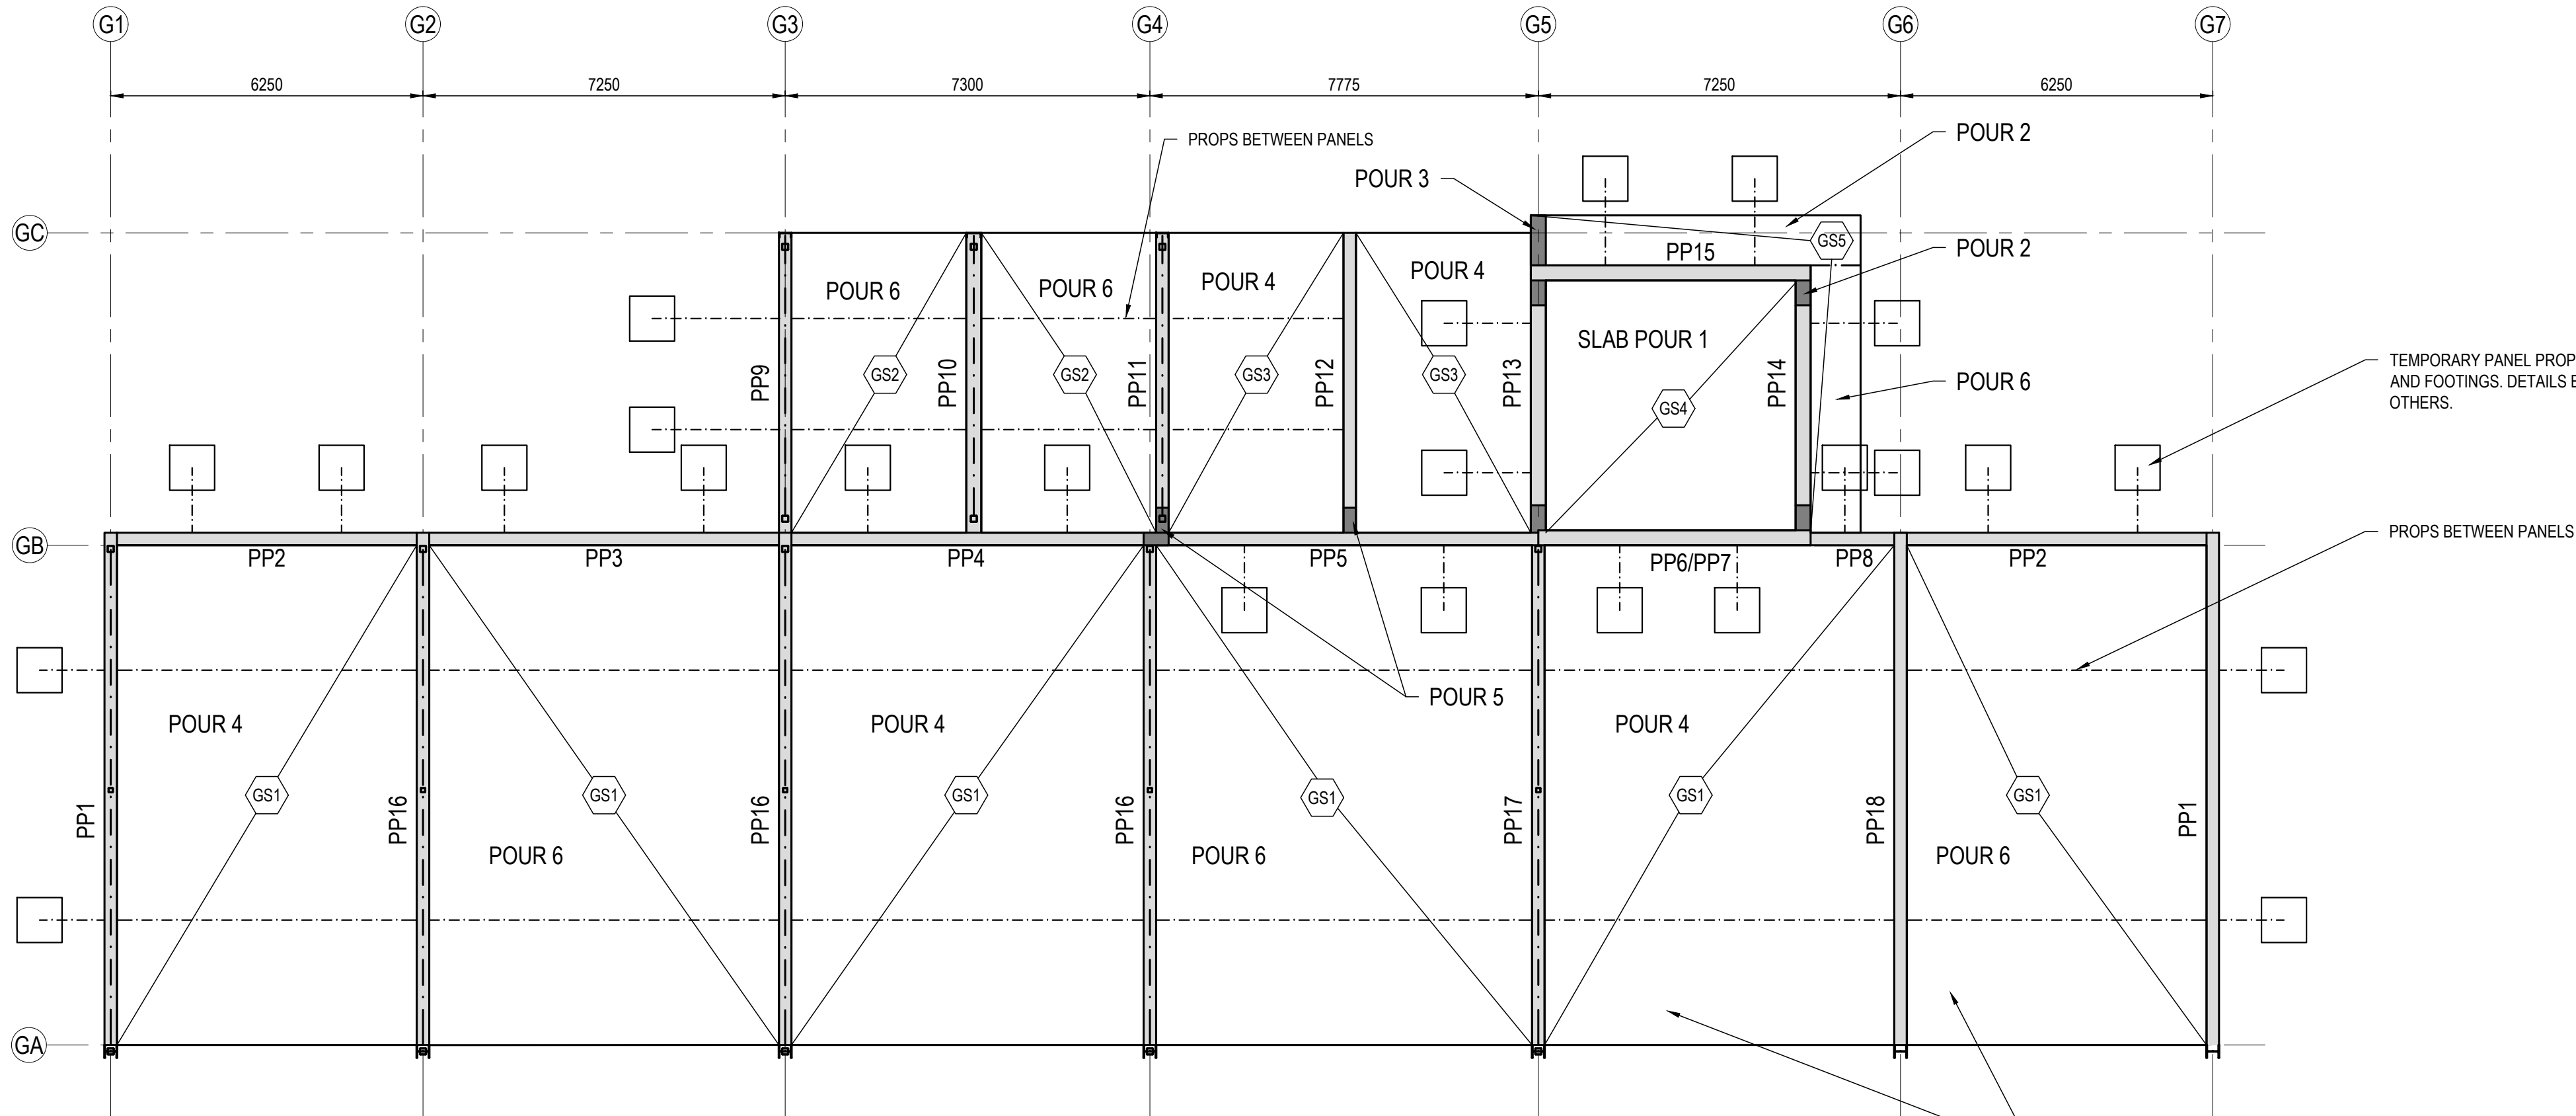 G1 G2 G3 G4 G5 G6 G7
6250 7250 7300 7775 7250 6250
PROPS BETWEEN PANELS
POUR 2
POUR 3
GC
GS5
PP15
POUR 2
POUR 6
POUR 6
POUR 4
POUR 4
SLAB POUR 1
PP9
GS2
PP10
GS2
PP11
GS3
PP12
GS3
PP13
GS4
PP14
POUR 6
TEMPORARY PANEL PROP
AND FOOTINGS. DETAILS
OTHERS.
GB
PP2 PP3 PP4 PP5 PP6/PP7 PP8 PP2
PROPS BETWEEN PANELS
POUR 5
POUR 4 POUR 4 POUR 4
PP1
GS1
PP16
GS1
PP16
GS1
PP16
GS1
PP17
GS1
PP18
GS1
PP1
POUR 6 POUR 6 POUR 6
GA